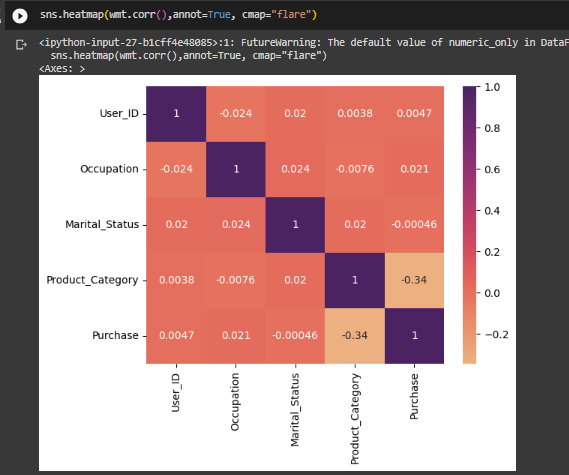 sns.heatmap(wmt.corr(),annot=True, cmap="flare")
<ipython-input-27-b1cff4e48085>:1: FutureWarning: The default value of numeric_only in DataF
sns.heatmap(wmt.corr(),annot=True, cmap="flare")
<Axes: >
User_ID 1 -0.024 0.02 0.0038 0.0047
Occupation -0.024 1 0.024 -0.0076 0.021
Marital_Status 0.02 0.024 1 0.02 -0.00046
Product_Category 0.0038 -0.0076 0.02 1 -0.34
Purchase 0.0047 0.021 -0.00046 -0.34 1
User_ID
Occupation
Marital_Status
Product_Category
Purchase
1.0
0.8
0.6
0.4
0.2
0.0
−0.2